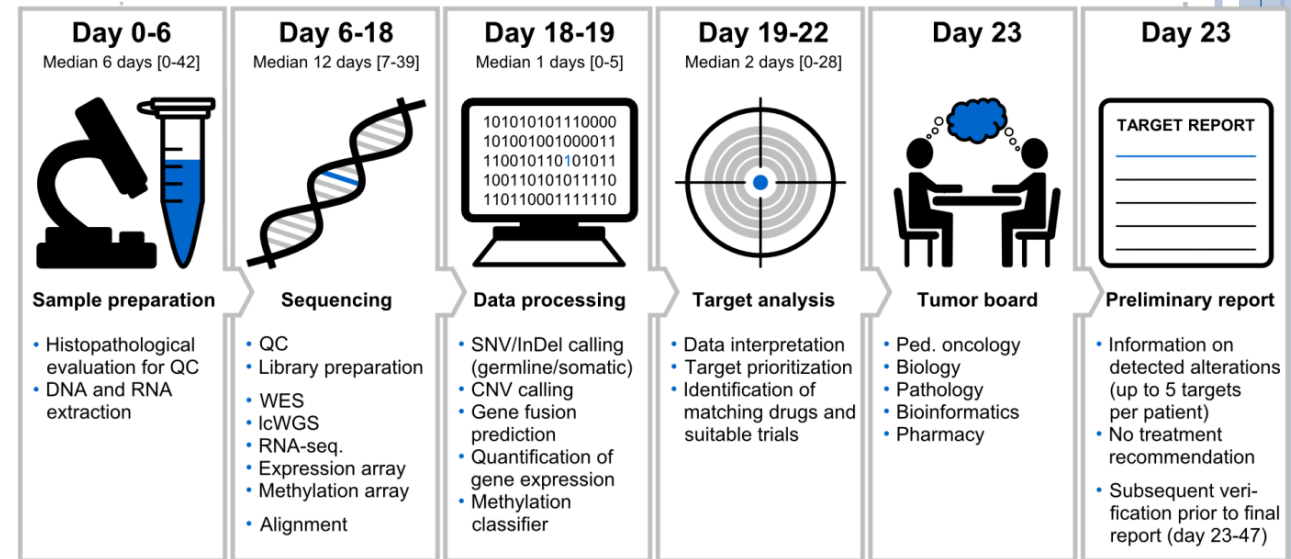 Day 0-6
Median 6 days [0-42]
Sample preparation
• Histopathological
evaluation for QC
• DNA and RNA
extraction
Day 6-18
Median 12 days [7-39]
Sequencing
• QC
• Library preparation
• WES
• lcWGS
• RNA-seq.
• Expression array
• Methylation array
• Alignment
Day 18-19
Median 1 days [0-5]
101010101110000
101001001000011
110010110101011
100110101011110
110110001111110
Data processing
• SNV/InDel calling
(germline/somatic)
• CNV calling
• Gene fusion
prediction
• Quantification of
gene expression
• Methylation
classifier
Day 19-22
Median 2 days [0-28]
Target analysis
• Data interpretation
• Target prioritization
• Identification of
matching drugs and
suitable trials
Day 23
Tumor board
• Ped. oncology
• Biology
• Pathology
• Bioinformatics
• Pharmacy
Day 23
TARGET REPORT
Preliminary report
• Information on
detected alterations
(up to 5 targets
per patient)
• No treatment
recommendation
• Subsequent veri-
fication prior to final
report (day 23-47)